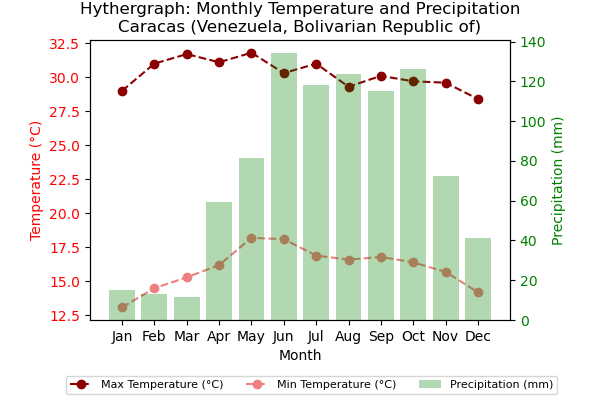 Hythergraph: Monthly Temperature and Precipitation
Caracas (Venezuela, Bolivarian Republic of)
32.5
30.0
27.5
25.0
22.5
20.0
17.5
15.0
12.5
Temperature (°C)
140
120
100
80
60
40
20
0
Precipitation (mm)
Jan Feb Mar Apr May Jun Jul Aug Sep Oct Nov Dec
Month
Max Temperature (°C) Min Temperature (°C) Precipitation (mm)